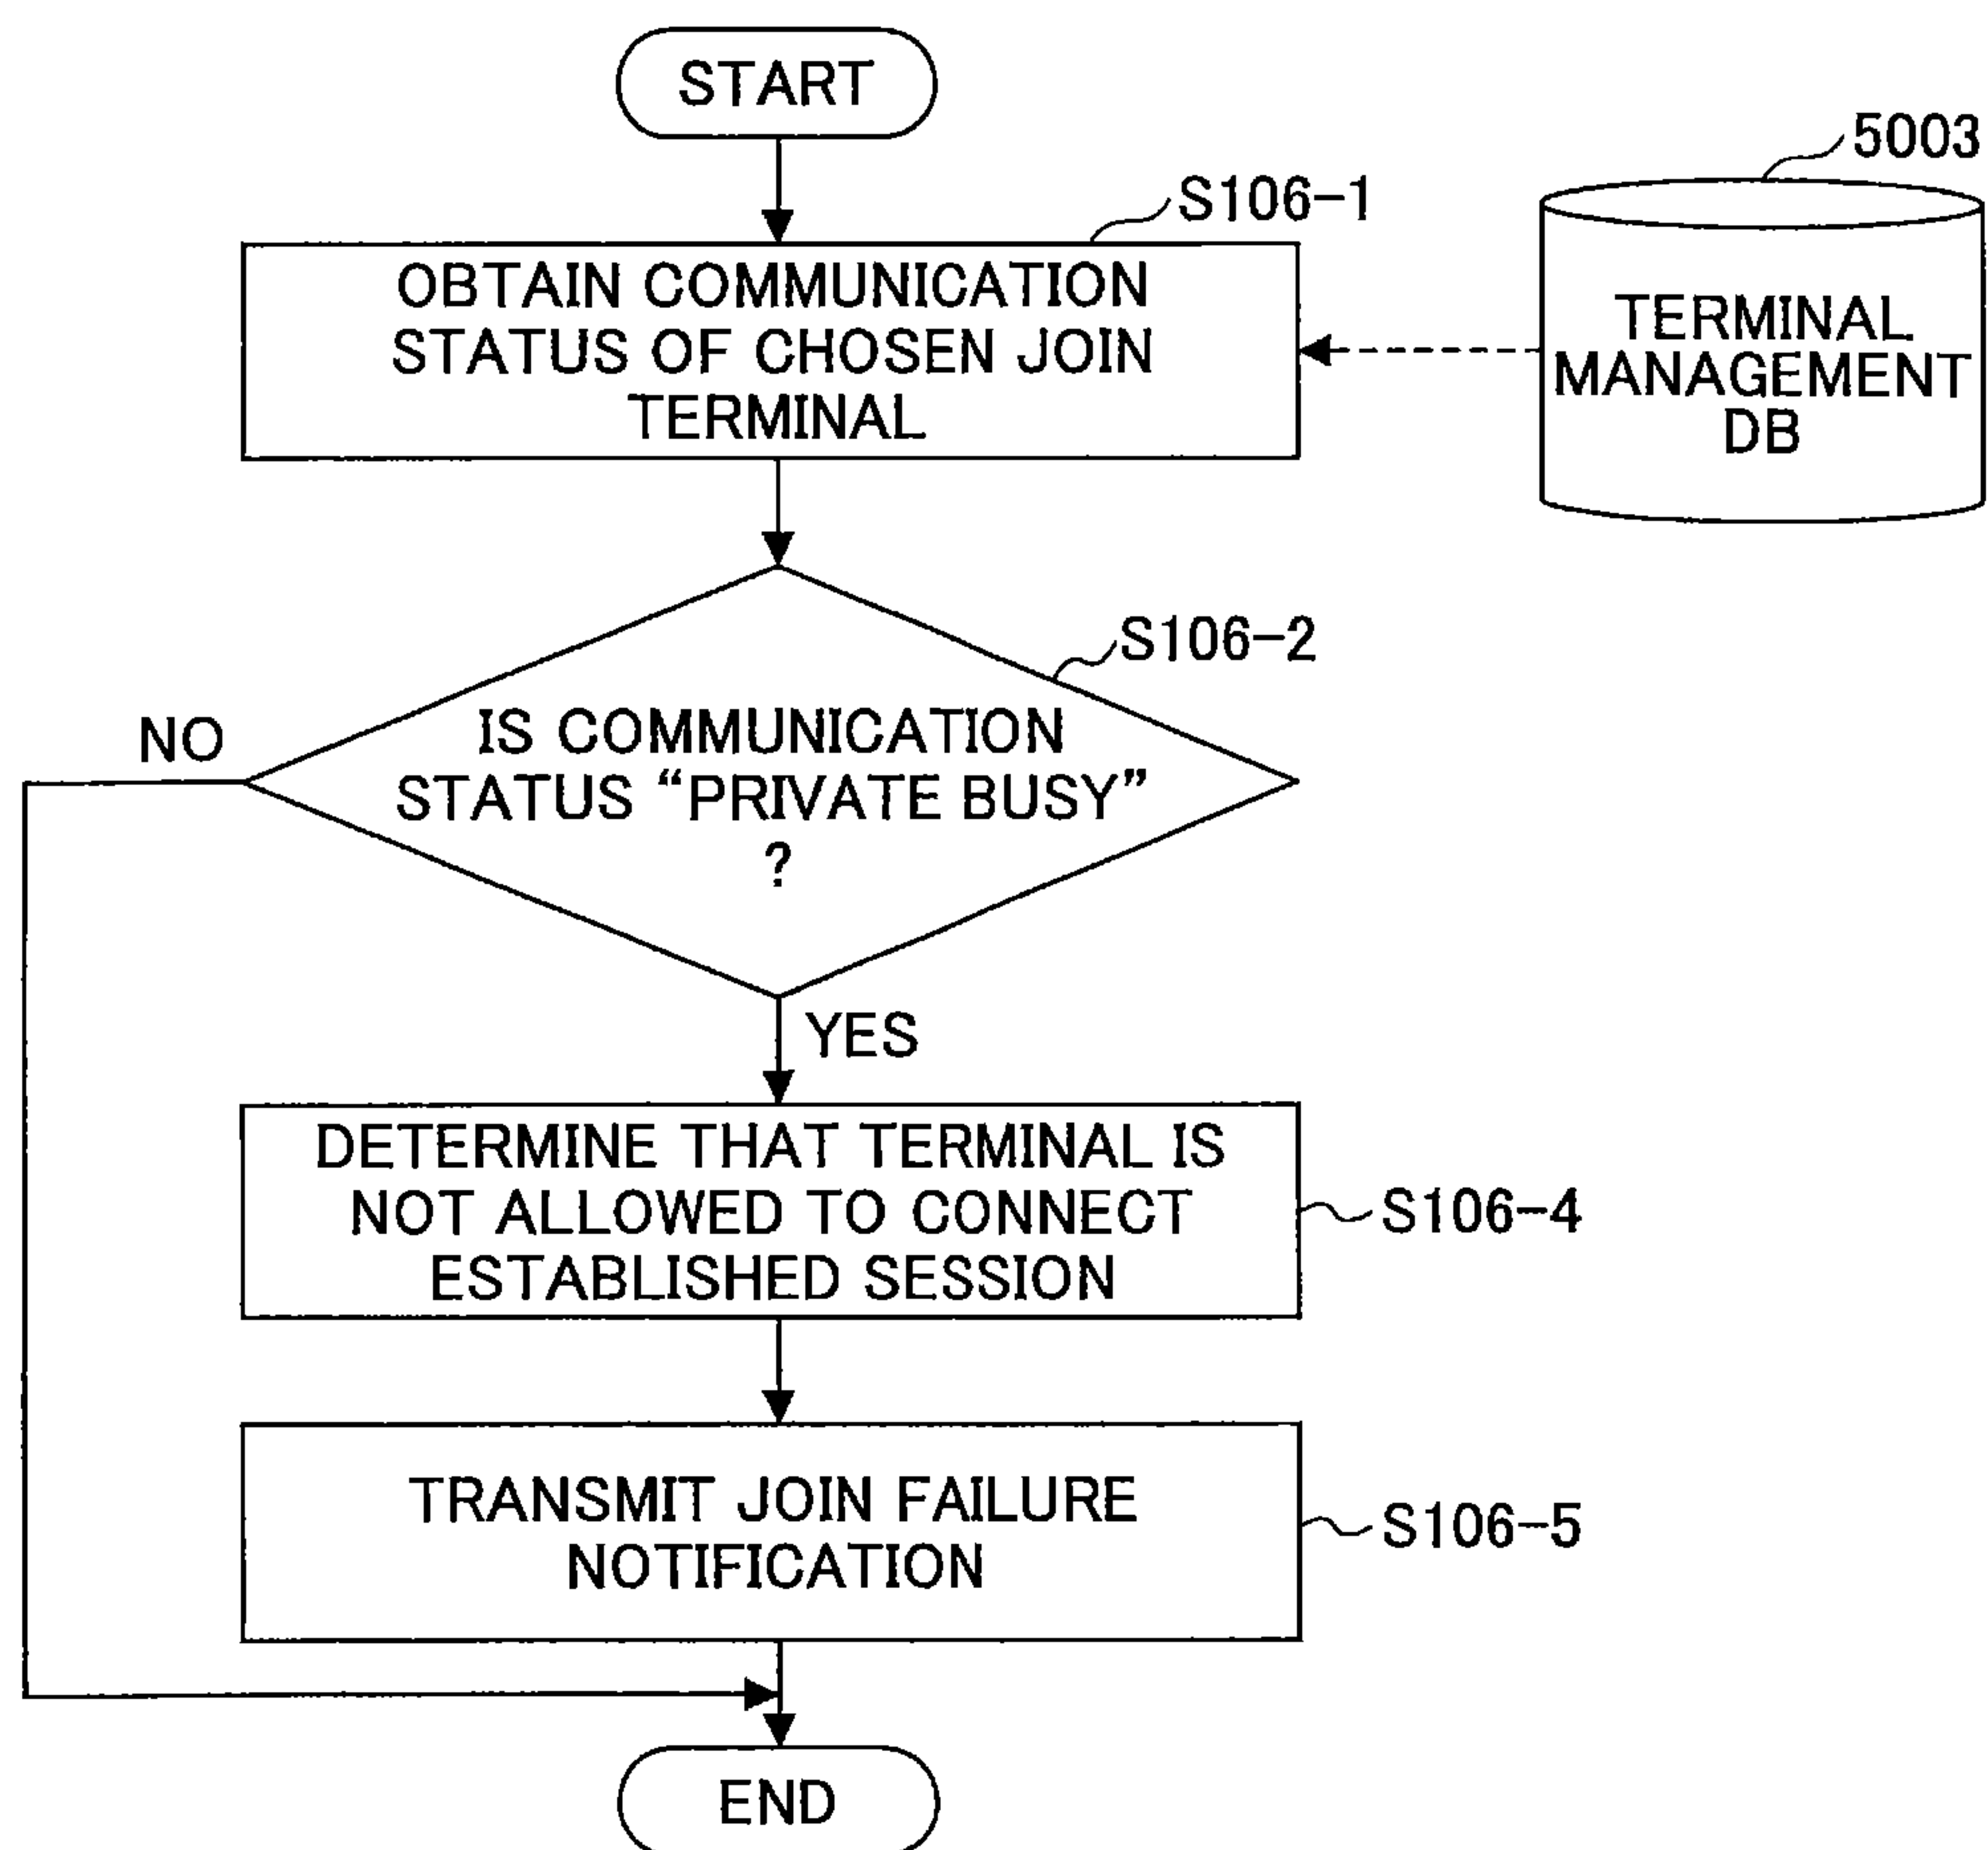 START
5003
S106-1
OBTAIN COMMUNICATION
STATUS OF CHOSEN JOIN
TERMINAL
TERMINAL
MANAGEMENT
DB
S106-2
NO
IS COMMUNICATION
STATUS “PRIVATE BUSY”
?
YES
DETERMINE THAT TERMINAL IS
NOT ALLOWED TO CONNECT
ESTABLISHED SESSION
S106-4
TRANSMIT JOIN FAILURE
NOTIFICATION
S106-5
END